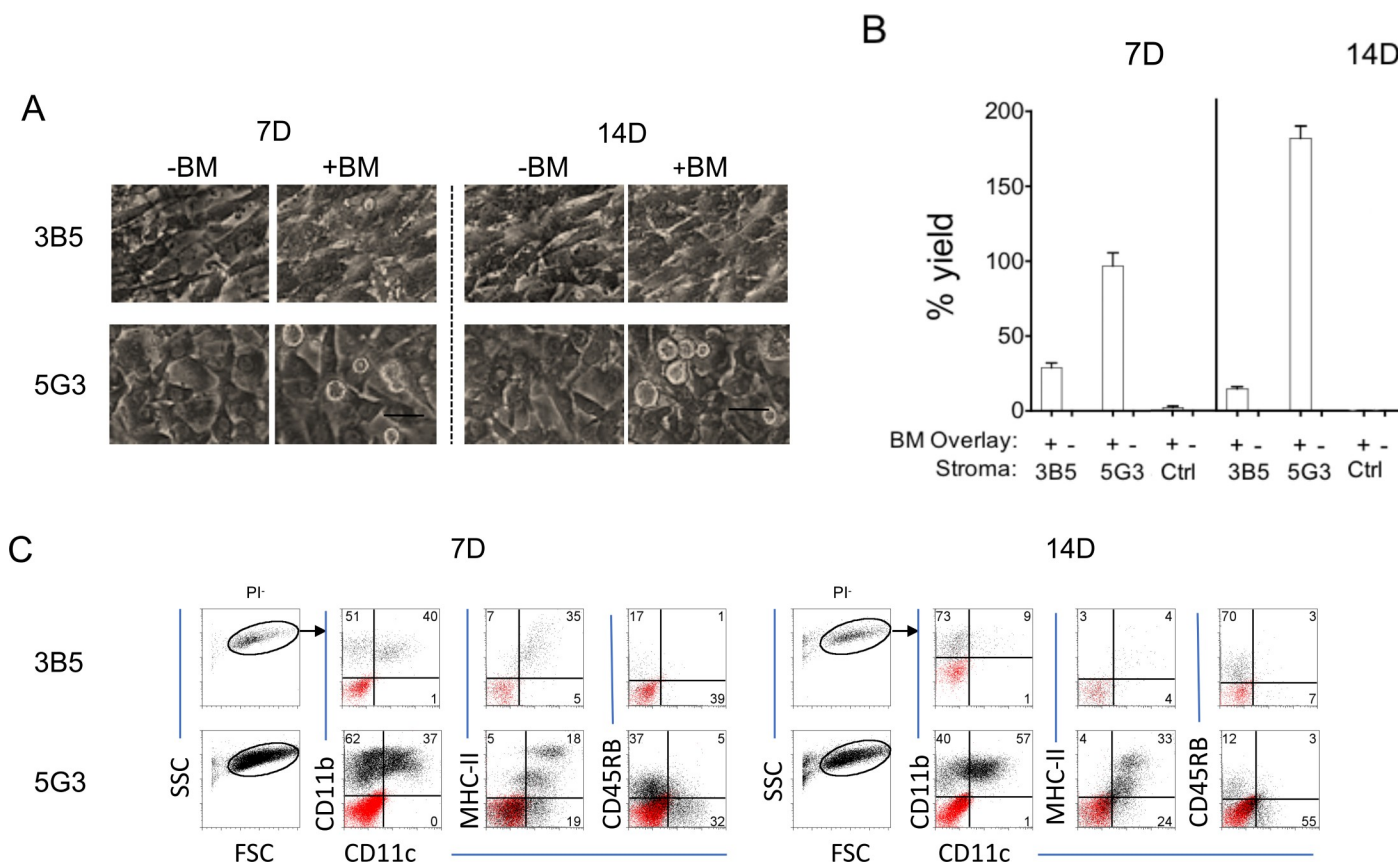 A
7D
14D
-BM
+BM
-BM
+BM
3B5
5G3
B
7D
14D
% yield
200
150
100
50
0
BM Overlay: + - + - + - + - + - + -
Stroma: 3B5 5G3 Ctrl 3B5 5G3 Ctrl
C
7D
14D
PI-
PI-
3B5
51 40
1
7 35
5
17 1
39
73 9
1
3 4
4
70 3
7
5G3
62 37
0
5 18
19
37 5
32
40 57
1
4 33
24
12 3
55
SSC
CD11b
MHC-II
CD45RB
SSC
CD11b
MHC-II
CD45RB
FSC
CD11c
FSC
CD11c